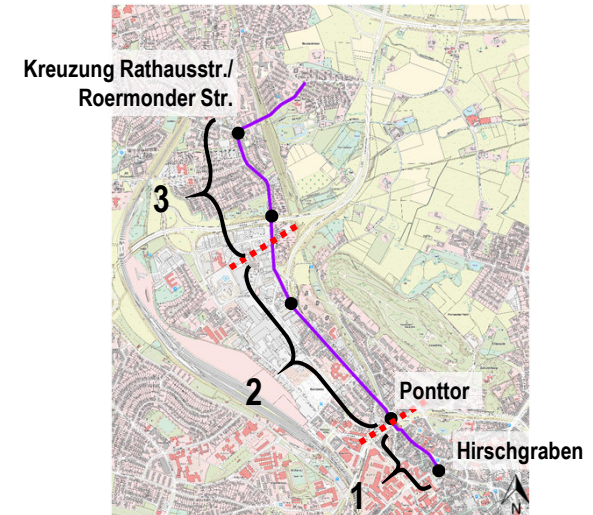 Kreuzung Rathausstr./
Roermonder Str.
3
2
Ponttor
Hirschgraben
1
N